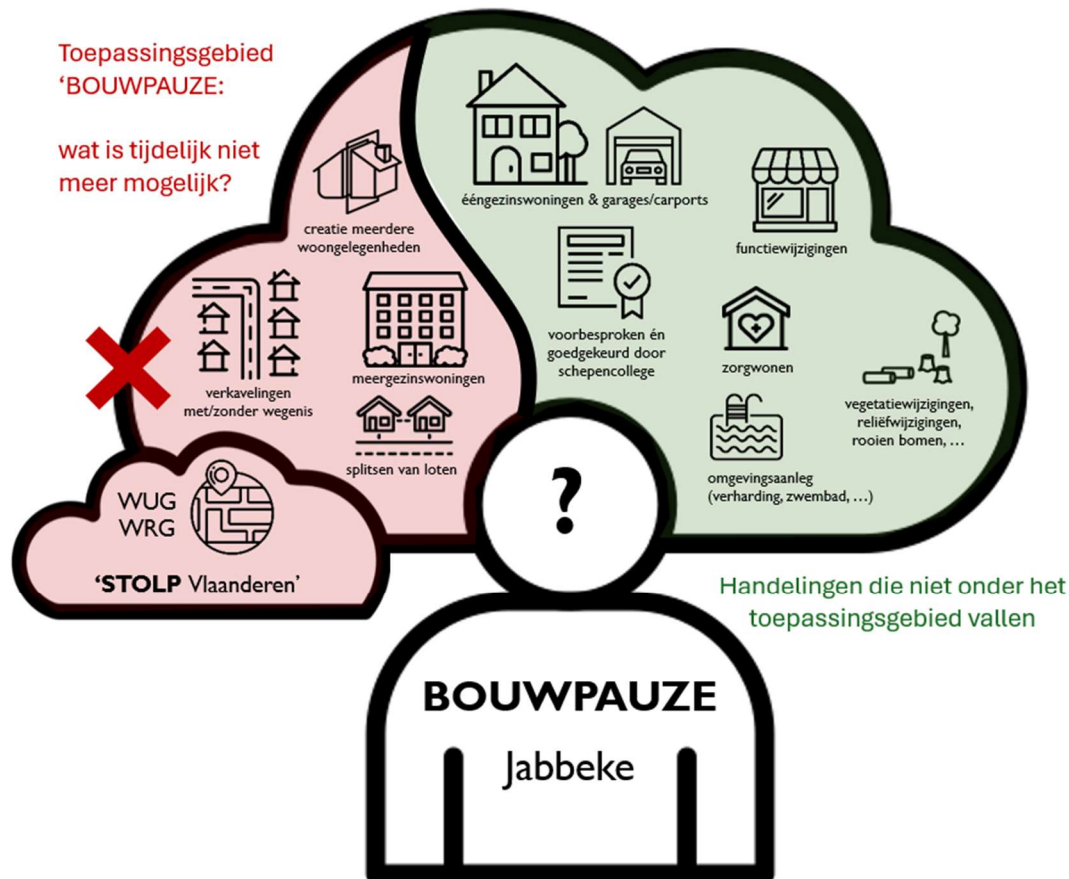 Toepassingsgebied
‘BOUWPAUZE:
wat is tijdelijk niet
meer mogelijk?
creatie meerdere
woongelegenheden
verkavelingen
met/zonder wegenis
meergezinswoningen
splitsen van loten
WUG
WRG
‘STOLP Vlaanderen’
ééngezinswoningen & garages/carports
functiewijzigingen
voorbesproken én
goedgekeurd door
schepencollege
zorgwonen
vegetatiewijzigingen,
reliëfwijzigingen,
rooien bomen, ...
omgevingsaanleg
(verharding, zwembad, ...)
?
Handelingen die niet onder het
toepassingsgebied vallen
BOUWPAUZE
Jabbeke